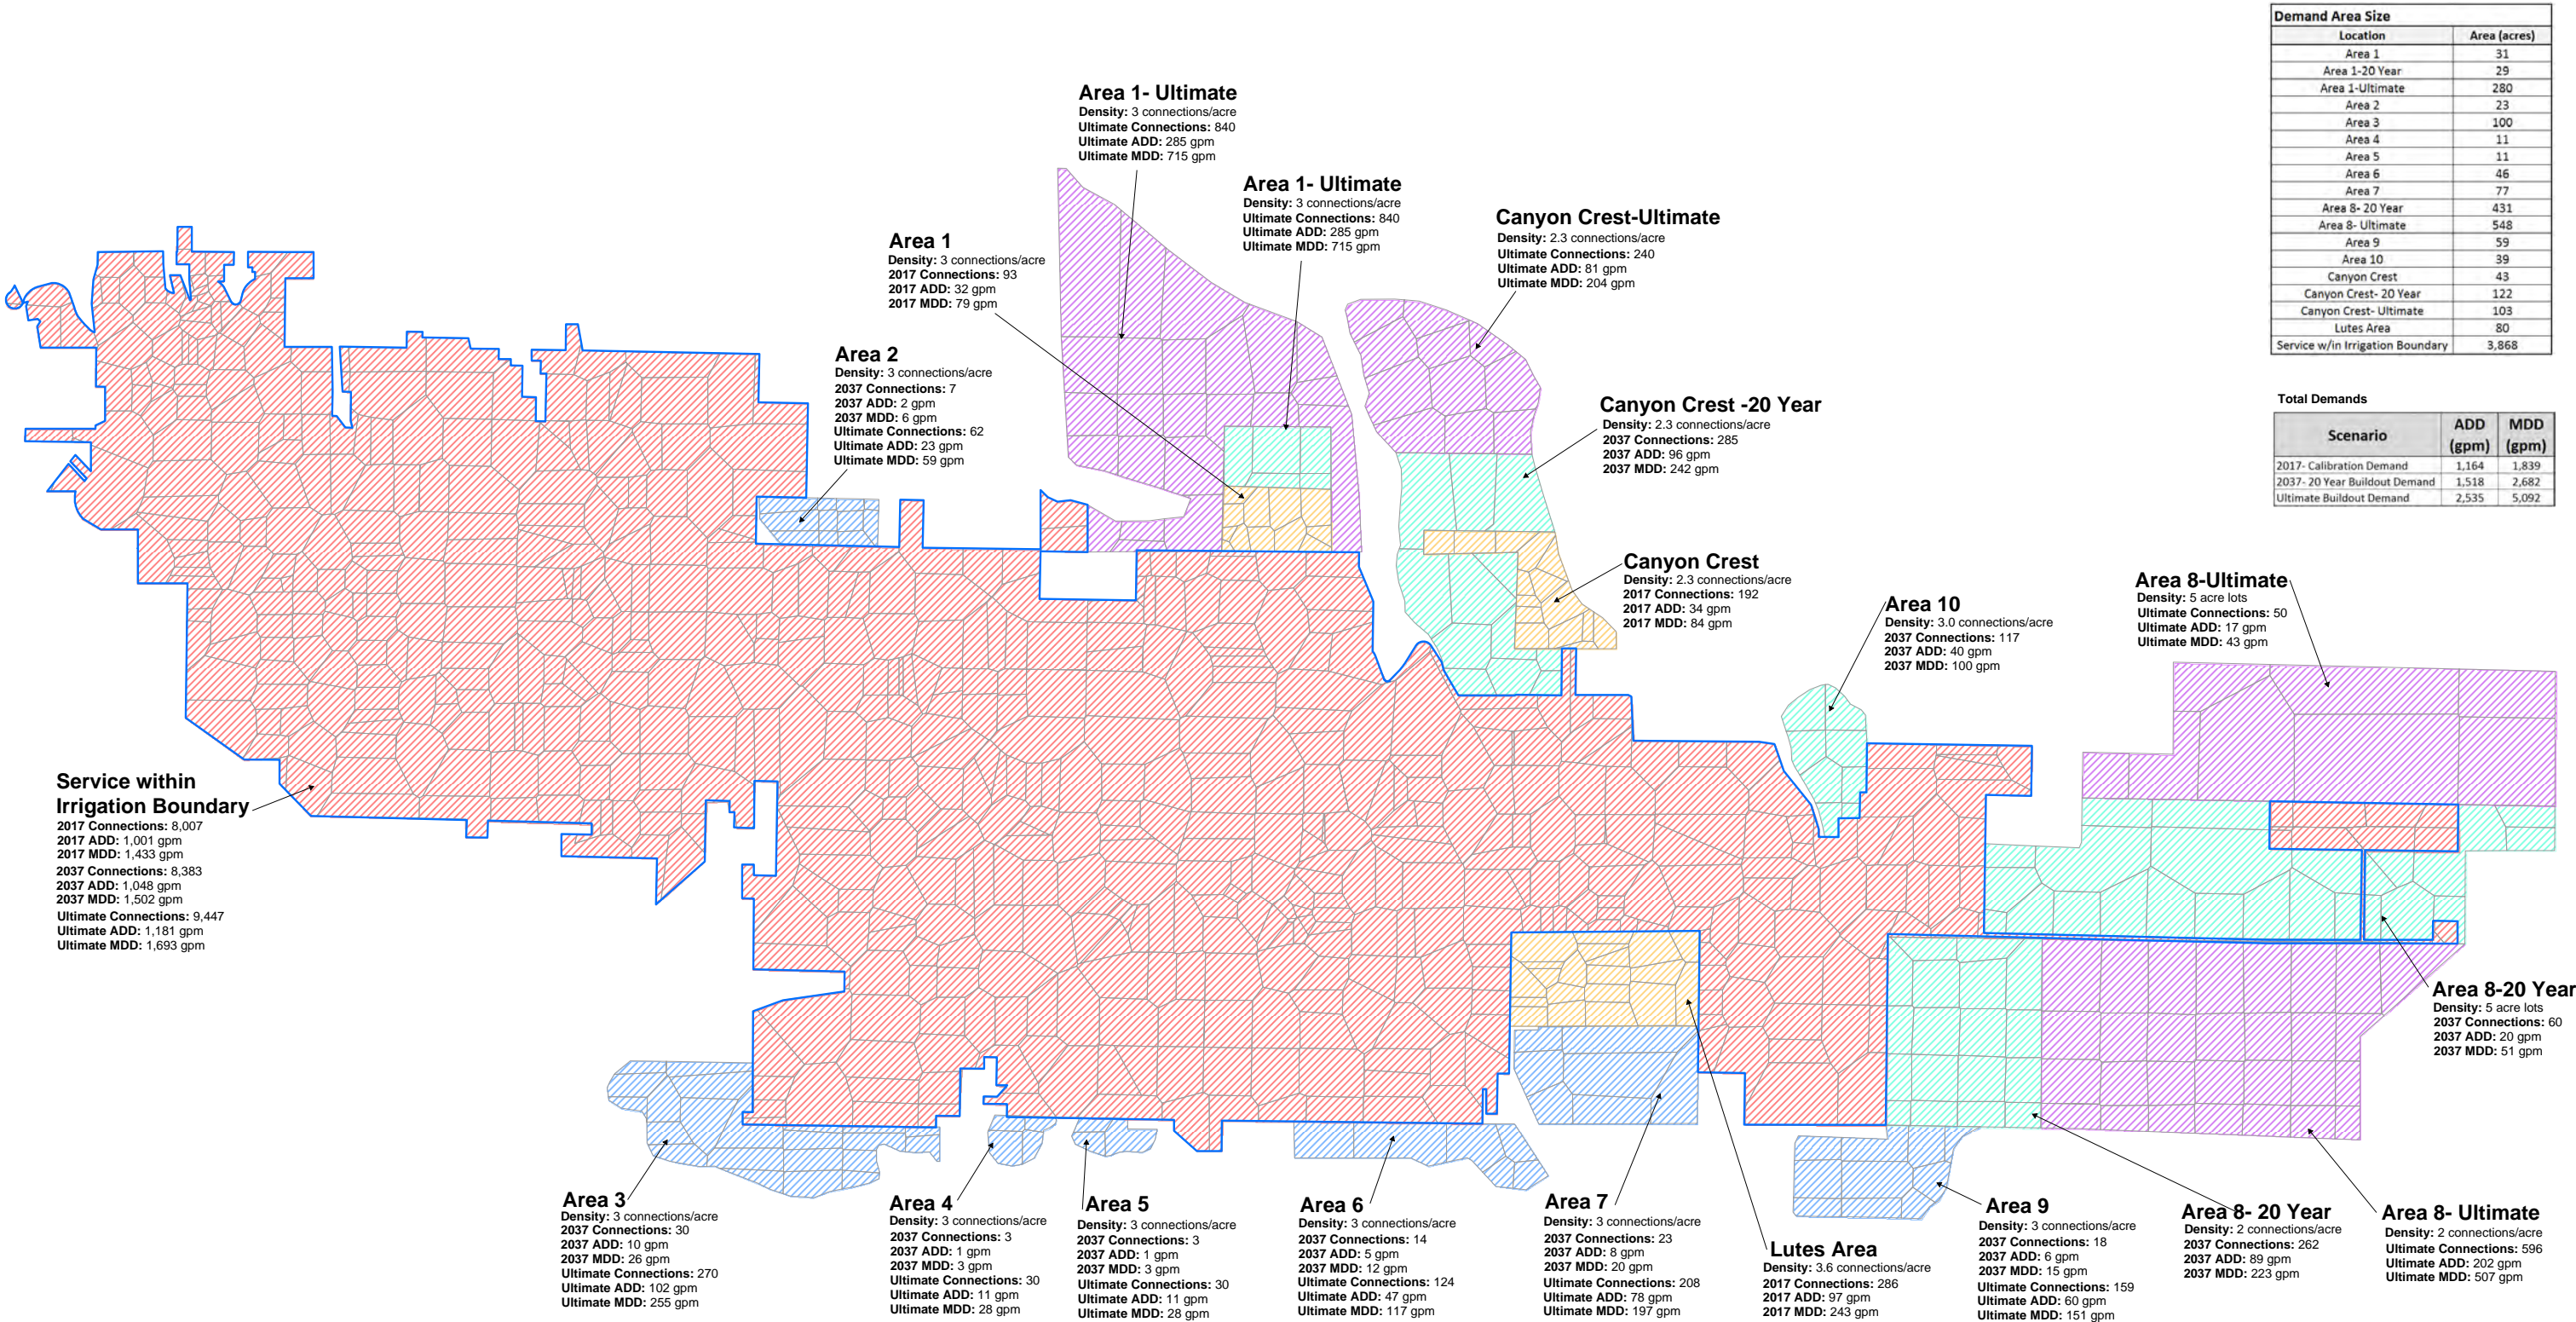 Demand Area Size
Location Area (acres)
Area 1 31
Area 1-20 Year 29
Area 1-Ultimate 280
Area 2 23
Area 3 100
Area 4 11
Area 5 11
Area 6 46
Area 7 77
Area 8- 20 Year 431
Area 8- Ultimate 548
Area 9 59
Area 10 39
Canyon Crest 43
Canyon Crest- 20 Year 122
Canyon Crest- Ultimate 103
Lutes Area 80
Service w/in Irrigation Boundary 3,868
Total Demands
Scenario ADD (gpm) MDD (gpm)
2017- Calibration Demand 1,164 1,839
2037- 20 Year Buildout Demand 1,518 2,682
Ultimate Buildout Demand 2,535 5,092
Area 1- Ultimate
Density: 3 connections/acre
Ultimate Connections: 840
Ultimate ADD: 285 gpm
Ultimate MDD: 715 gpm
Area 1- Ultimate
Density: 3 connections/acre
Ultimate Connections: 840
Ultimate ADD: 285 gpm
Ultimate MDD: 715 gpm
Canyon Crest-Ultimate
Density: 2.3 connections/acre
Ultimate Connections: 240
Ultimate ADD: 81 gpm
Ultimate MDD: 204 gpm
Area 1
Density: 3 connections/acre
2017 Connections: 93
2017 ADD: 32 gpm
2017 MDD: 79 gpm
Area 2
Density: 3 connections/acre
2037 Connections: 7
2037 ADD: 2 gpm
2037 MDD: 6 gpm
Ultimate Connections: 62
Ultimate ADD: 23 gpm
Ultimate MDD: 59 gpm
Canyon Crest -20 Year
Density: 2.3 connections/acre
2037 Connections: 285
2037 ADD: 96 gpm
2037 MDD: 242 gpm
Canyon Crest
Density: 2.3 connections/acre
2017 Connections: 192
2017 ADD: 34 gpm
2017 MDD: 84 gpm
Area 10
Density: 3.0 connections/acre
2037 Connections: 117
2037 ADD: 40 gpm
2037 MDD: 100 gpm
Area 8-Ultimate
Density: 5 acre lots
Ultimate Connections: 50
Ultimate ADD: 17 gpm
Ultimate MDD: 43 gpm
Service within
Irrigation Boundary
2017 Connections: 8,007
2017 ADD: 1,001 gpm
2017 MDD: 1,433 gpm
2037 Connections: 8,383
2037 ADD: 1,048 gpm
2037 MDD: 1,502 gpm
Ultimate Connections: 9,447
Ultimate ADD: 1,181 gpm
Ultimate MDD: 1,693 gpm
Area 8-20 Year
Density: 5 acre lots
2037 Connections: 60
2037 ADD: 20 gpm
2037 MDD: 51 gpm
Area 3
Density: 3 connections/acre
2037 Connections: 30
2037 ADD: 10 gpm
2037 MDD: 26 gpm
Ultimate Connections: 270
Ultimate ADD: 102 gpm
Ultimate MDD: 255 gpm
Area 4
Density: 3 connections/acre
2037 Connections: 3
2037 ADD: 1 gpm
2037 MDD: 3 gpm
Ultimate Connections: 30
Ultimate ADD: 11 gpm
Ultimate MDD: 28 gpm
Area 5
Density: 3 connections/acre
2037 Connections: 3
2037 ADD: 1 gpm
2037 MDD: 3 gpm
Ultimate Connections: 30
Ultimate ADD: 11 gpm
Ultimate MDD: 28 gpm
Area 6
Density: 3 connections/acre
2037 Connections: 14
2037 ADD: 5 gpm
2037 MDD: 12 gpm
Ultimate Connections: 124
Ultimate ADD: 47 gpm
Ultimate MDD: 117 gpm
Area 7
Density: 3 connections/acre
2037 Connections: 23
2037 ADD: 8 gpm
2037 MDD: 20 gpm
Ultimate Connections: 208
Ultimate ADD: 78 gpm
Ultimate MDD: 197 gpm
Lutes Area
Density: 3.6 connections/acre
2017 Connections: 286
2017 ADD: 97 gpm
2017 MDD: 243 gpm
Area 9
Density: 3 connections/acre
2037 Connections: 18
2037 ADD: 6 gpm
2037 MDD: 15 gpm
Ultimate Connections: 159
Ultimate ADD: 60 gpm
Ultimate MDD: 151 gpm
Area 8- 20 Year
Density: 2 connections/acre
2037 Connections: 262
2037 ADD: 89 gpm
2037 MDD: 223 gpm
Area 8- Ultimate
Density: 2 connections/acre
Ultimate Connections: 596
Ultimate ADD: 202 gpm
Ultimate MDD: 507 gpm